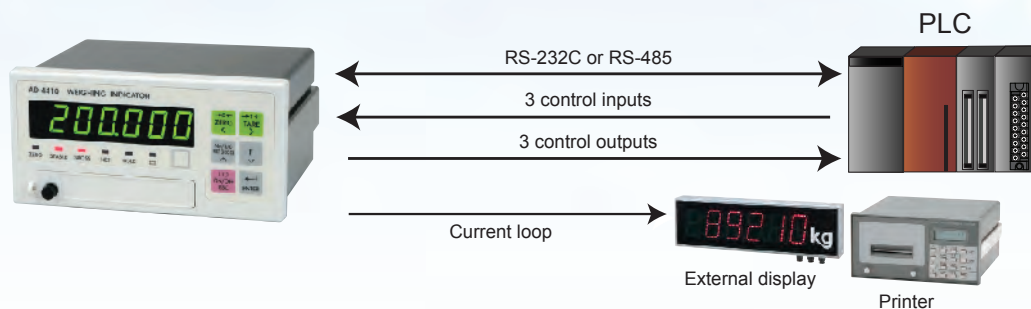 PLC
RS-232C or RS-485
3 control inputs
3 control outputs
Current loop
External display
Printer
AD-4410 WEIGHING INDICATOR
200.000
ZERO
TARE
ENTER
89210kg